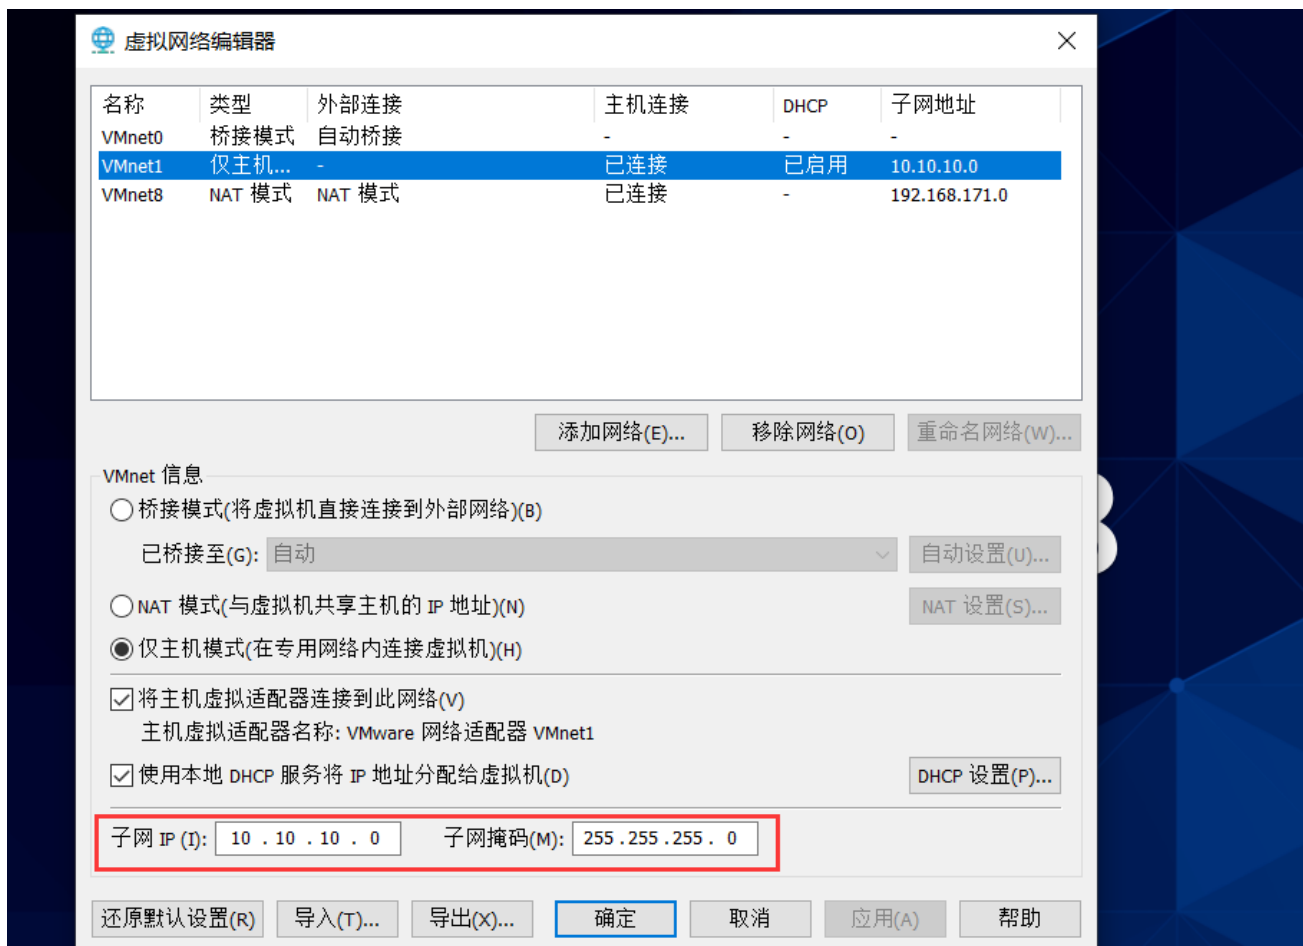 虚拟网络编辑器
名称 类型 外部连接 主机连接 DHCP 子网地址
VMnet0 桥接模式 自动桥接 - - -
VMnet1 仅主机... - 已连接 已启用 10.10.10.0
VMnet8 NAT 模式 NAT 模式 已连接 - 192.168.171.0
添加网络(E)... 移除网络(O) 重命名网络(W)...
VMnet 信息
桥接模式(将虚拟机直接连接到外部网络)(B)
已桥接至(G): 自动 自动设置(U)...
NAT 模式(与虚拟机共享主机的 IP 地址)(N) NAT 设置(S)...
仅主机模式(在专用网络内连接虚拟机)(H)
将主机虚拟适配器连接到此网络(V)
主机虚拟适配器名称: VMware 网络适配器 VMnet1
使用本地 DHCP 服务将 IP 地址分配给虚拟机(D) DHCP 设置(P)...
子网 IP (I): 10 . 10 . 10 . 0 子网掩码(M): 255.255.255. 0
还原默认设置(R) 导入(T)... 导出(X)... 确定 取消 应用(A) 帮助